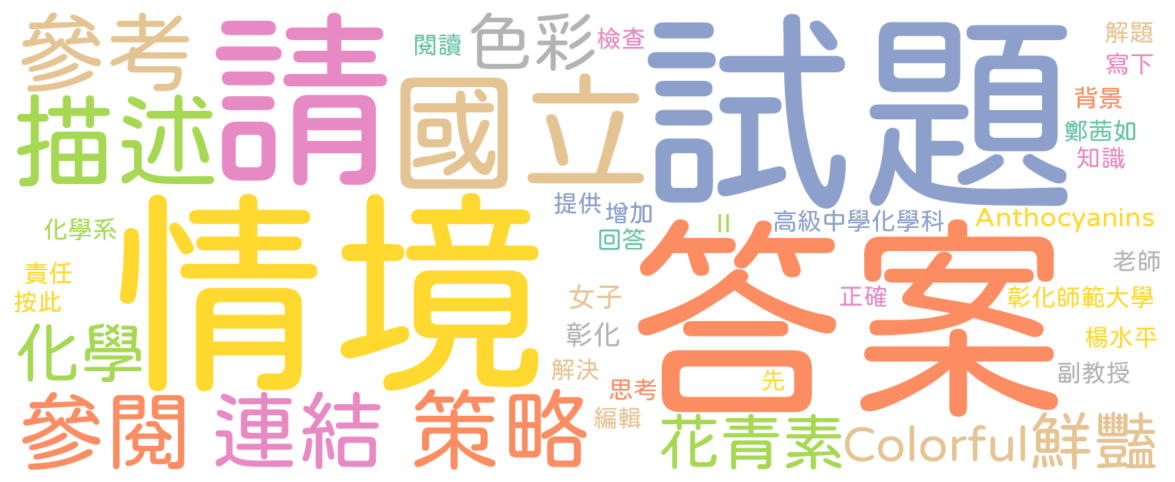 參考
請
閱讀
色彩
檢查
試題
解題
寫下
背景
描述
國立
鄭茜如
知識
提供
增加
回答
II
高級中學化學科
Anthocyanins
化學系
情境
答案
老師
責任
按此
女子
正確
彰化師範大學
化學
彰化
楊水平
解決
思考
先
副教授
參閱
連結
策略
編輯
花青素
Colorful
鮮豔